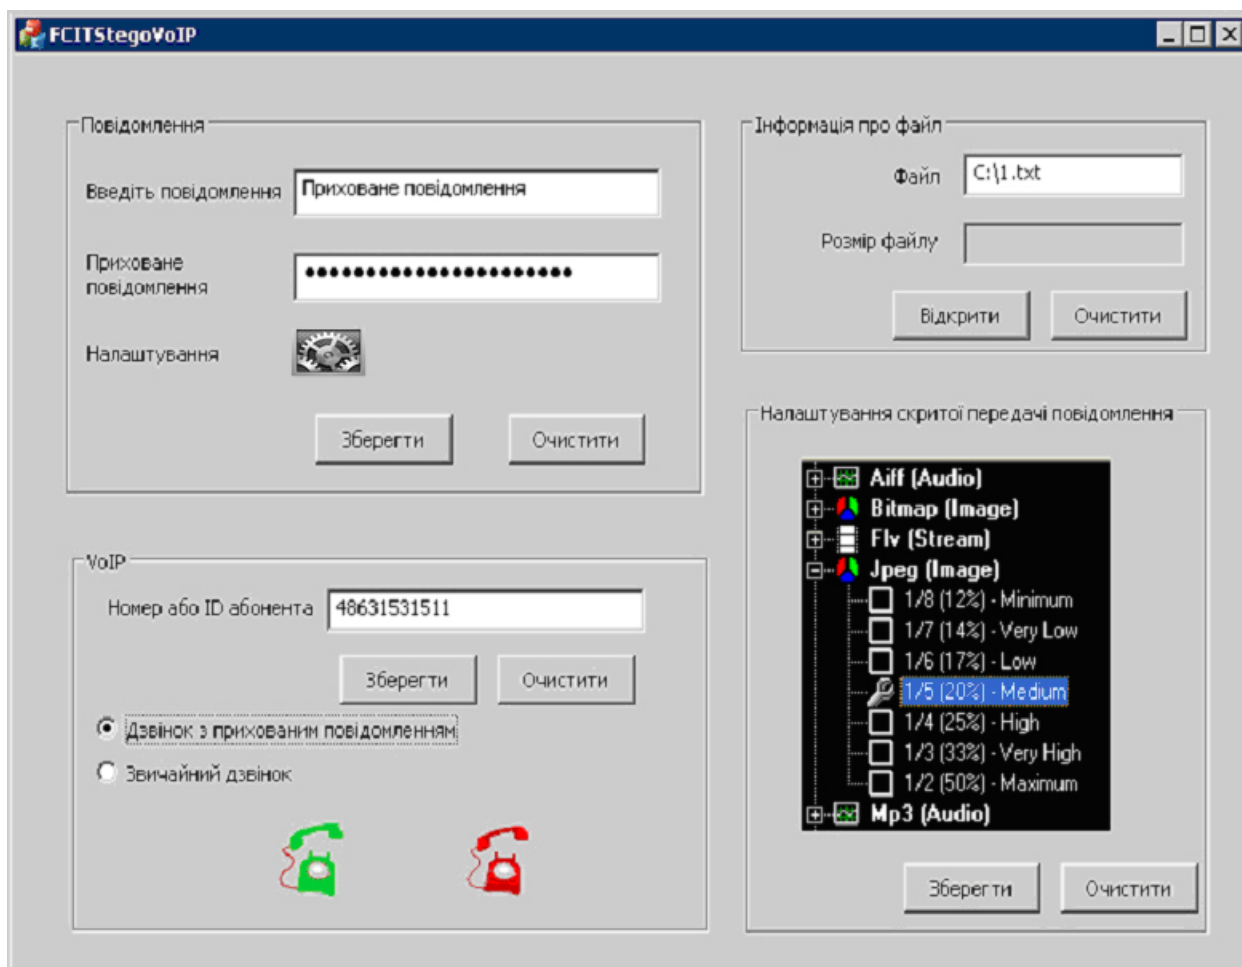 FCITStegoVoIP
Повідомлення
Введіть повідомлення
Приховане повідомлення
Приховане
повідомлення
••••••••••••••••••••••
Налаштування
Зберегти
Очистити
Інформація про файл
Файл
C:\1.txt
Розмір файлу
Відкрити
Очистити
VoIP
Номер або ID абонента
48631531511
Зберегти
Очистити
Дзвінок з прихованим повідомленням
Звичайний дзвінок
Налаштування скритої передачі повідомлення
Aiff (Audio)
Bitmap (Image)
Flv (Stream)
Jpeg (Image)
1/8 (12%) - Minimum
1/7 (14%) - Very Low
1/6 (17%) - Low
1/5 (20%) - Medium
1/4 (25%) - High
1/3 (33%) - Very High
1/2 (50%) - Maximum
Mp3 (Audio)
Зберегти
Очистити